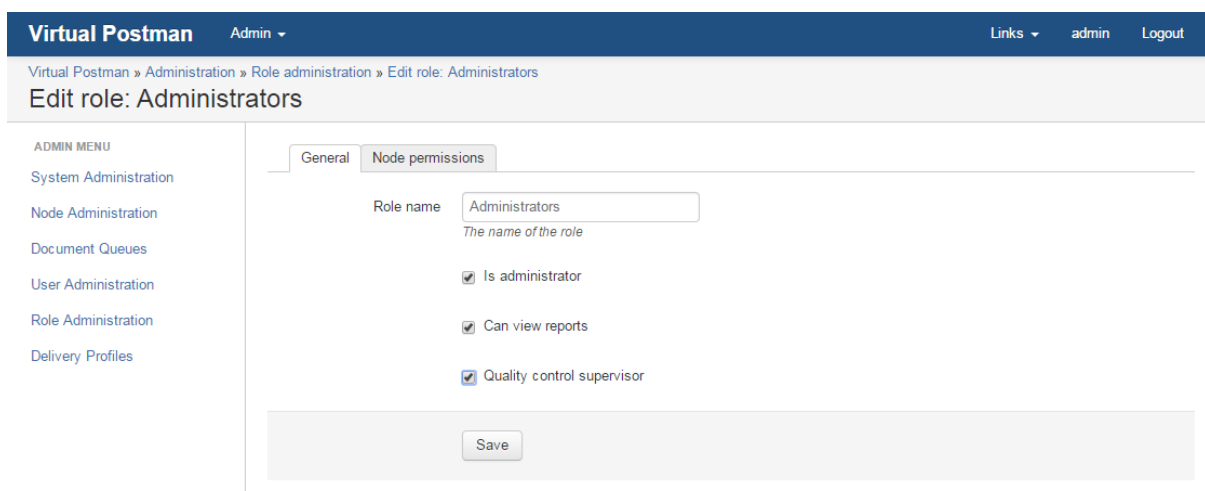 Virtual Postman Admin Links admin Logout
Virtual Postman » Administration » Role administration » Edit role: Administrators
Edit role: Administrators
ADMIN MENU
System Administration
Node Administration
Document Queues
User Administration
Role Administration
Delivery Profiles
General Node permissions
Role name Administrators
The name of the role
Is administrator
Can view reports
Quality control supervisor
Save